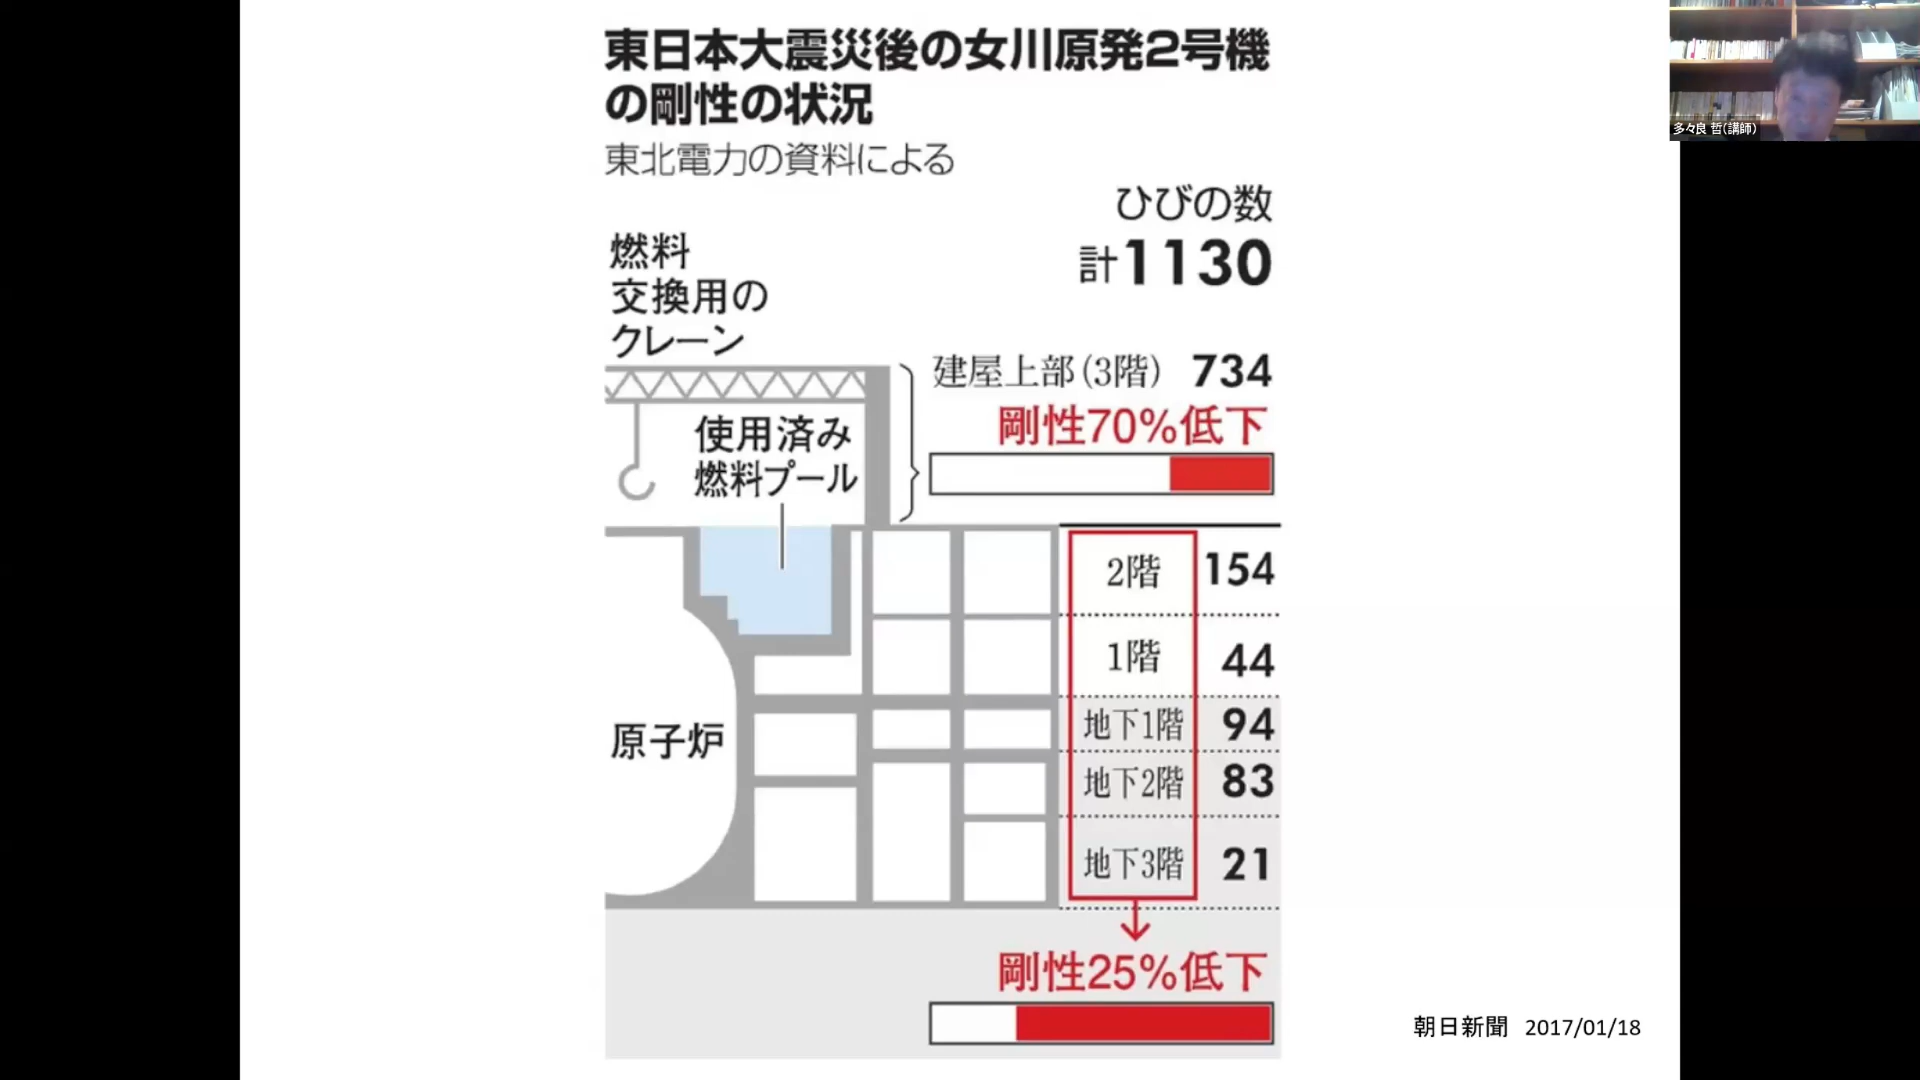 東日本大震災後の女川原発2号機
の剛性の状況
東北電力の資料による
ひびの数
計1130
燃料
交換用の
クレーン
建屋上部(3階) 734
剛性70%低下
使用済み
燃料プール
2階 154
1階 44
原子炉
地下1階 94
地下2階 83
地下3階 21
剛性25%低下
朝日新聞 2017/01/18
多々良 哲(講師)